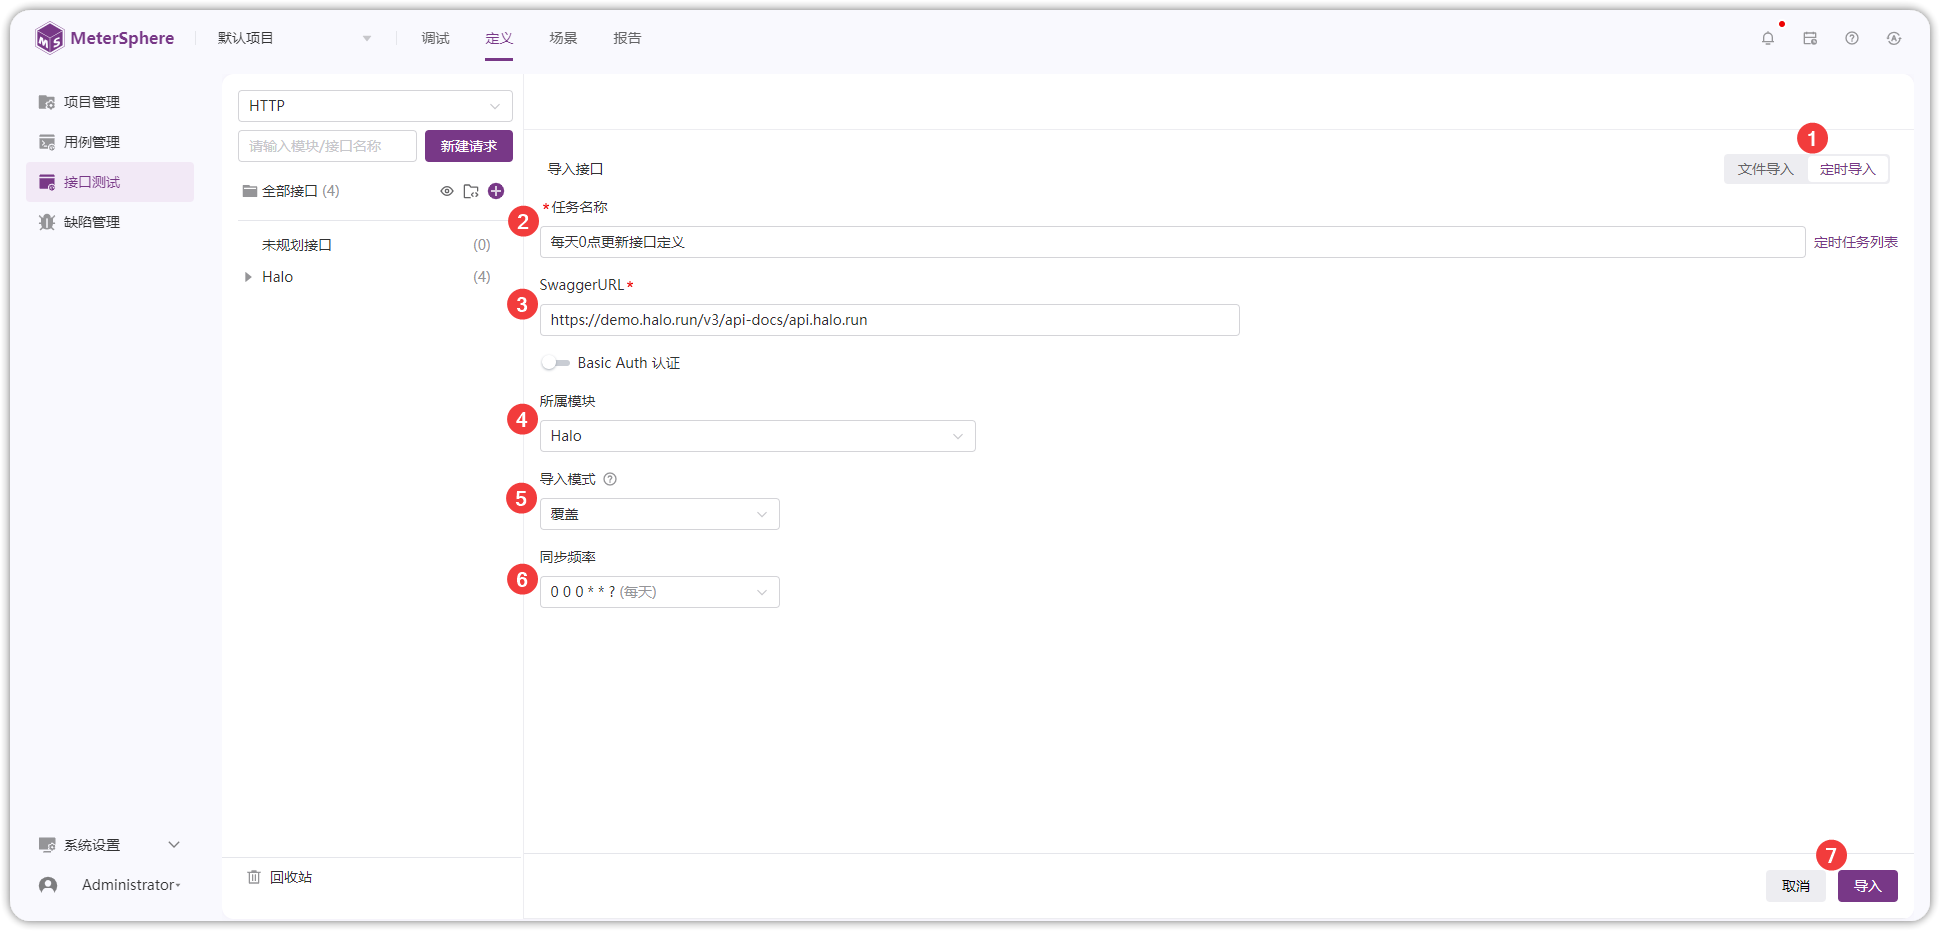 MeterSphere
默认项目
调试
定义
场景
报告
项目管理
用例管理
接口测试
缺陷管理
系统设置
Administrator
HTTP
请输入模块/接口名称
新建请求
全部接口 (4)
未规划接口 (0)
Halo (4)
回收站
导入接口
1
文件导入
定时导入
2
*任务名称
每天0点更新接口定义
定时任务列表
SwaggerURL*
3
https://demo.halo.run/v3/api-docs/api.halo.run
Basic Auth 认证
所属模块
4
Halo
导入模式
5
覆盖
同步频率
6
0 0 0 * * ? (每天)
7
取消
导入